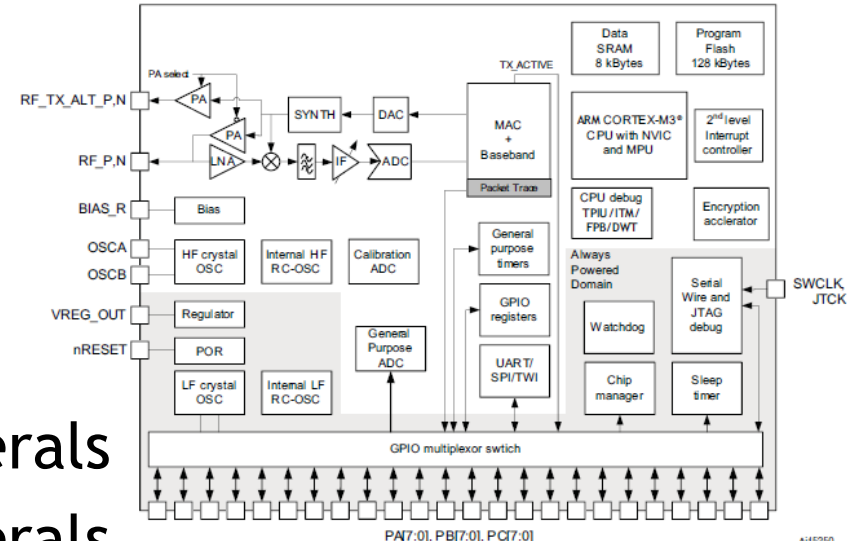 Data
SRAM
8 kBytes
Program
Flash
128 kBytes
TX_ACTIVE
PA select
RF_TX_ALT_P,N
PA
SYNTH
DAC
MAC
+
Baseband
ARM CORTEX-M3®
CPU with NVIC
and MPU
2nd level
Interrupt
controller
PA
RF_P,N
LNA
IF
ADC
Packet Trace
CPU debug
TPIU/ITM/
FPB/DWT
Encryption
acclerator
BIAS_R
Bias
OSCA
OSCB
HF crystal
OSC
Internal HF
RC-OSC
Calibration
ADC
General
purpose
timers
Always
Powered
Domain
Serial
Wire and
JTAG
debug
SWCLK,
JTCK
VREG_OUT
Regulator
GPIO
registers
Watchdog
nRESET
POR
General
Purpose
ADC
UART/
SPI/TWI
LF crystal
OSC
Internal LF
RC-OSC
Chip
manager
Sleep
timer
erals
GPIO multiplexor swtich
erals
PA[7:0], PB[7:0], PC[7:0]
Ai15250